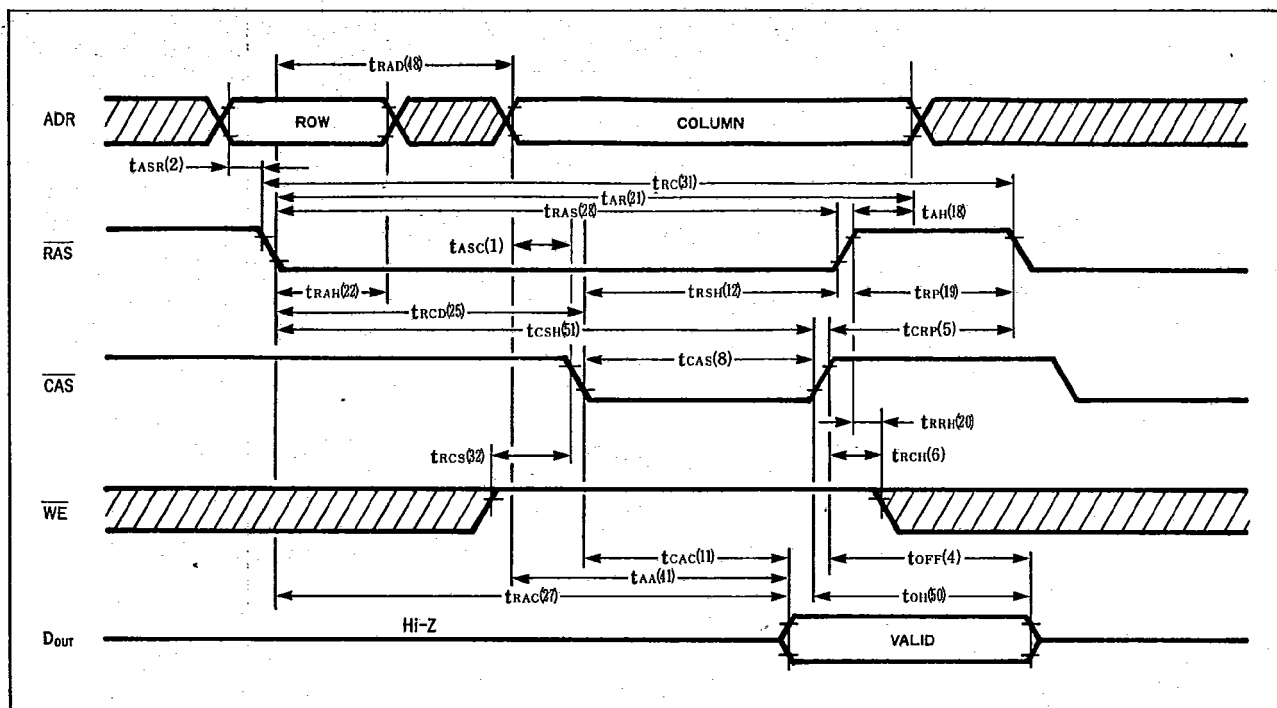 tRAD(48)
ADR
ROW
COLUMN
tASR(2)
tRC(31)
tAR(21)
tRAS(28)
tAH(18)
RAS
tASC(1)
tRAH(22)
tRSH(12)
tRP(19)
tRCD(25)
tCSH(51)
tCRP(5)
CAS
tCAS(8)
tRRH(20)
tRCS(32)
tRCH(6)
WE
tCAC(11)
tOFF(4)
tAA(41)
tRAC(27)
tOH(50)
Hi-Z
DOUT
VALID